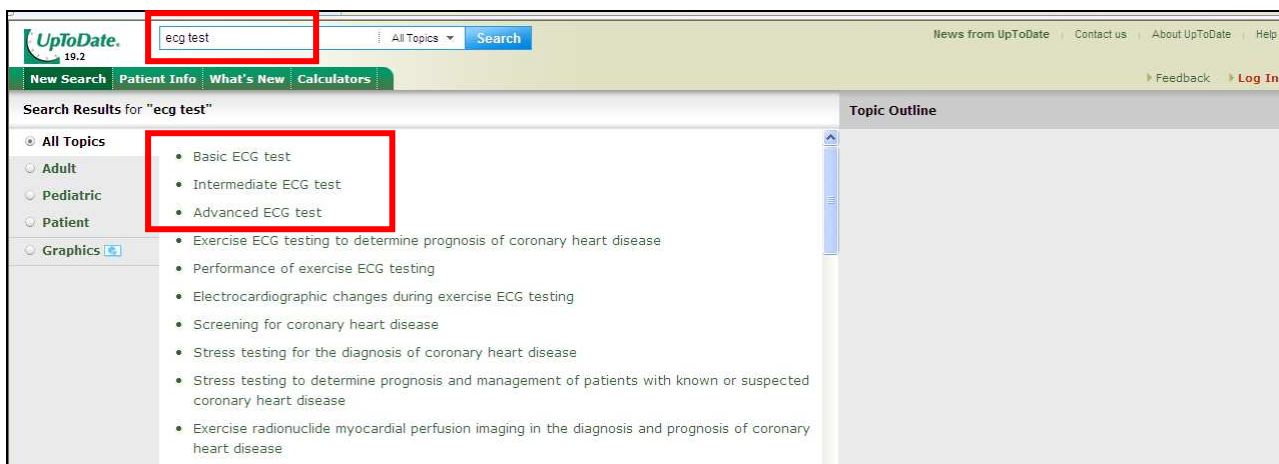 UpToDate.
19.2
ecg test
All Topics
Search
News from UpToDate
Contact us
About UpToDate
Help
New Search
Patient Info
What's New
Calculators
Feedback
Log In
Search Results for "ecg test"
Topic Outline
All Topics
Adult
Pediatric
Patient
Graphics
• Basic ECG test
• Intermediate ECG test
• Advanced ECG test
• Exercise ECG testing to determine prognosis of coronary heart disease
• Performance of exercise ECG testing
• Electrocardiographic changes during exercise ECG testing
• Screening for coronary heart disease
• Stress testing for the diagnosis of coronary heart disease
• Stress testing to determine prognosis and management of patients with known or suspected
coronary heart disease
• Exercise radionuclide myocardial perfusion imaging in the diagnosis and prognosis of coronary
heart disease